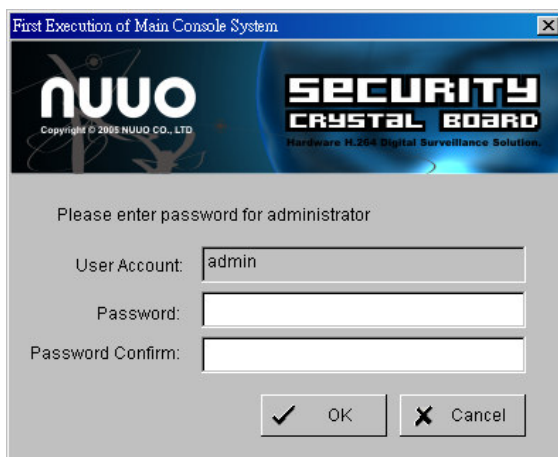 First Execution of Main Console System
nuuo
Copyright © 2005 NUUO CO., LTD
SECURITY
CRYSTAL BOARD
Hardware H.264 Digital Surveillance Solution.
Please enter password for administrator
User Account:
admin
Password:
Password Confirm:
OK
Cancel